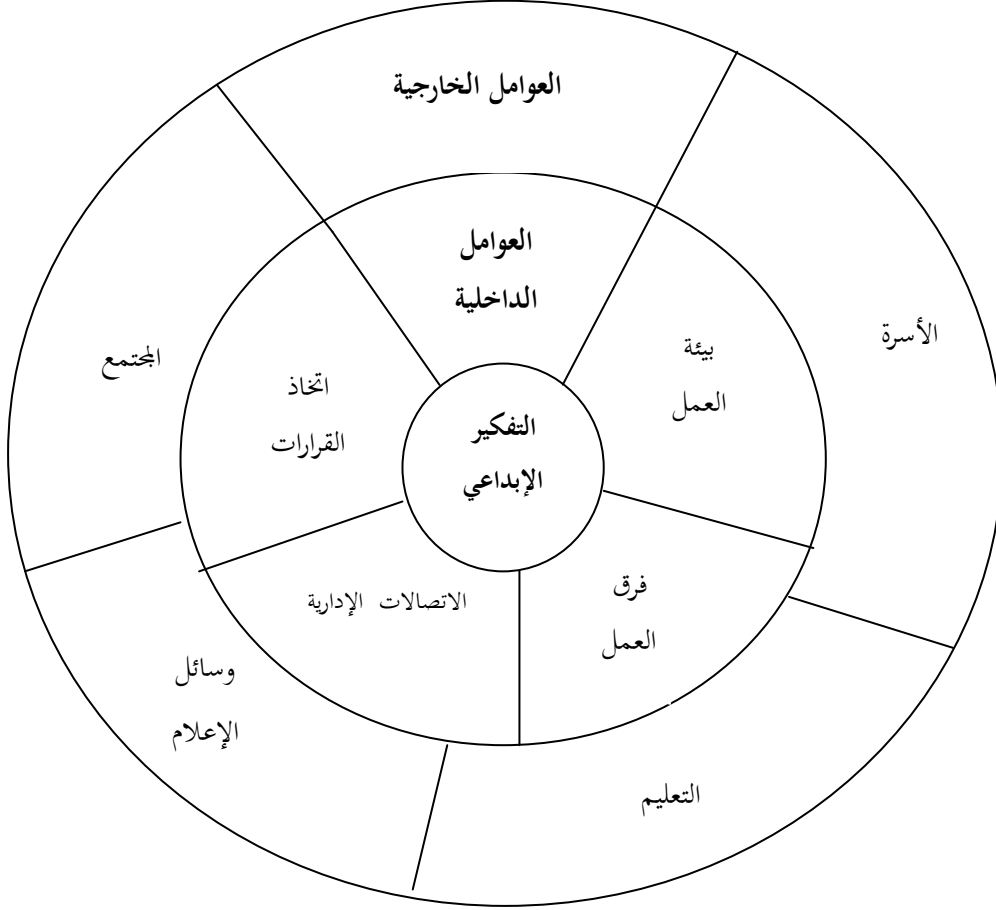 العوامل الخارجية
العوامل
الداخلية
الأسرة
بيئة
العمل
المجتمع
اتخاذ
القرارات
التفكير
الإبداعي
فرق
العمل
الاتصالات الإدارية
وسائل
الإعلام
التعليم